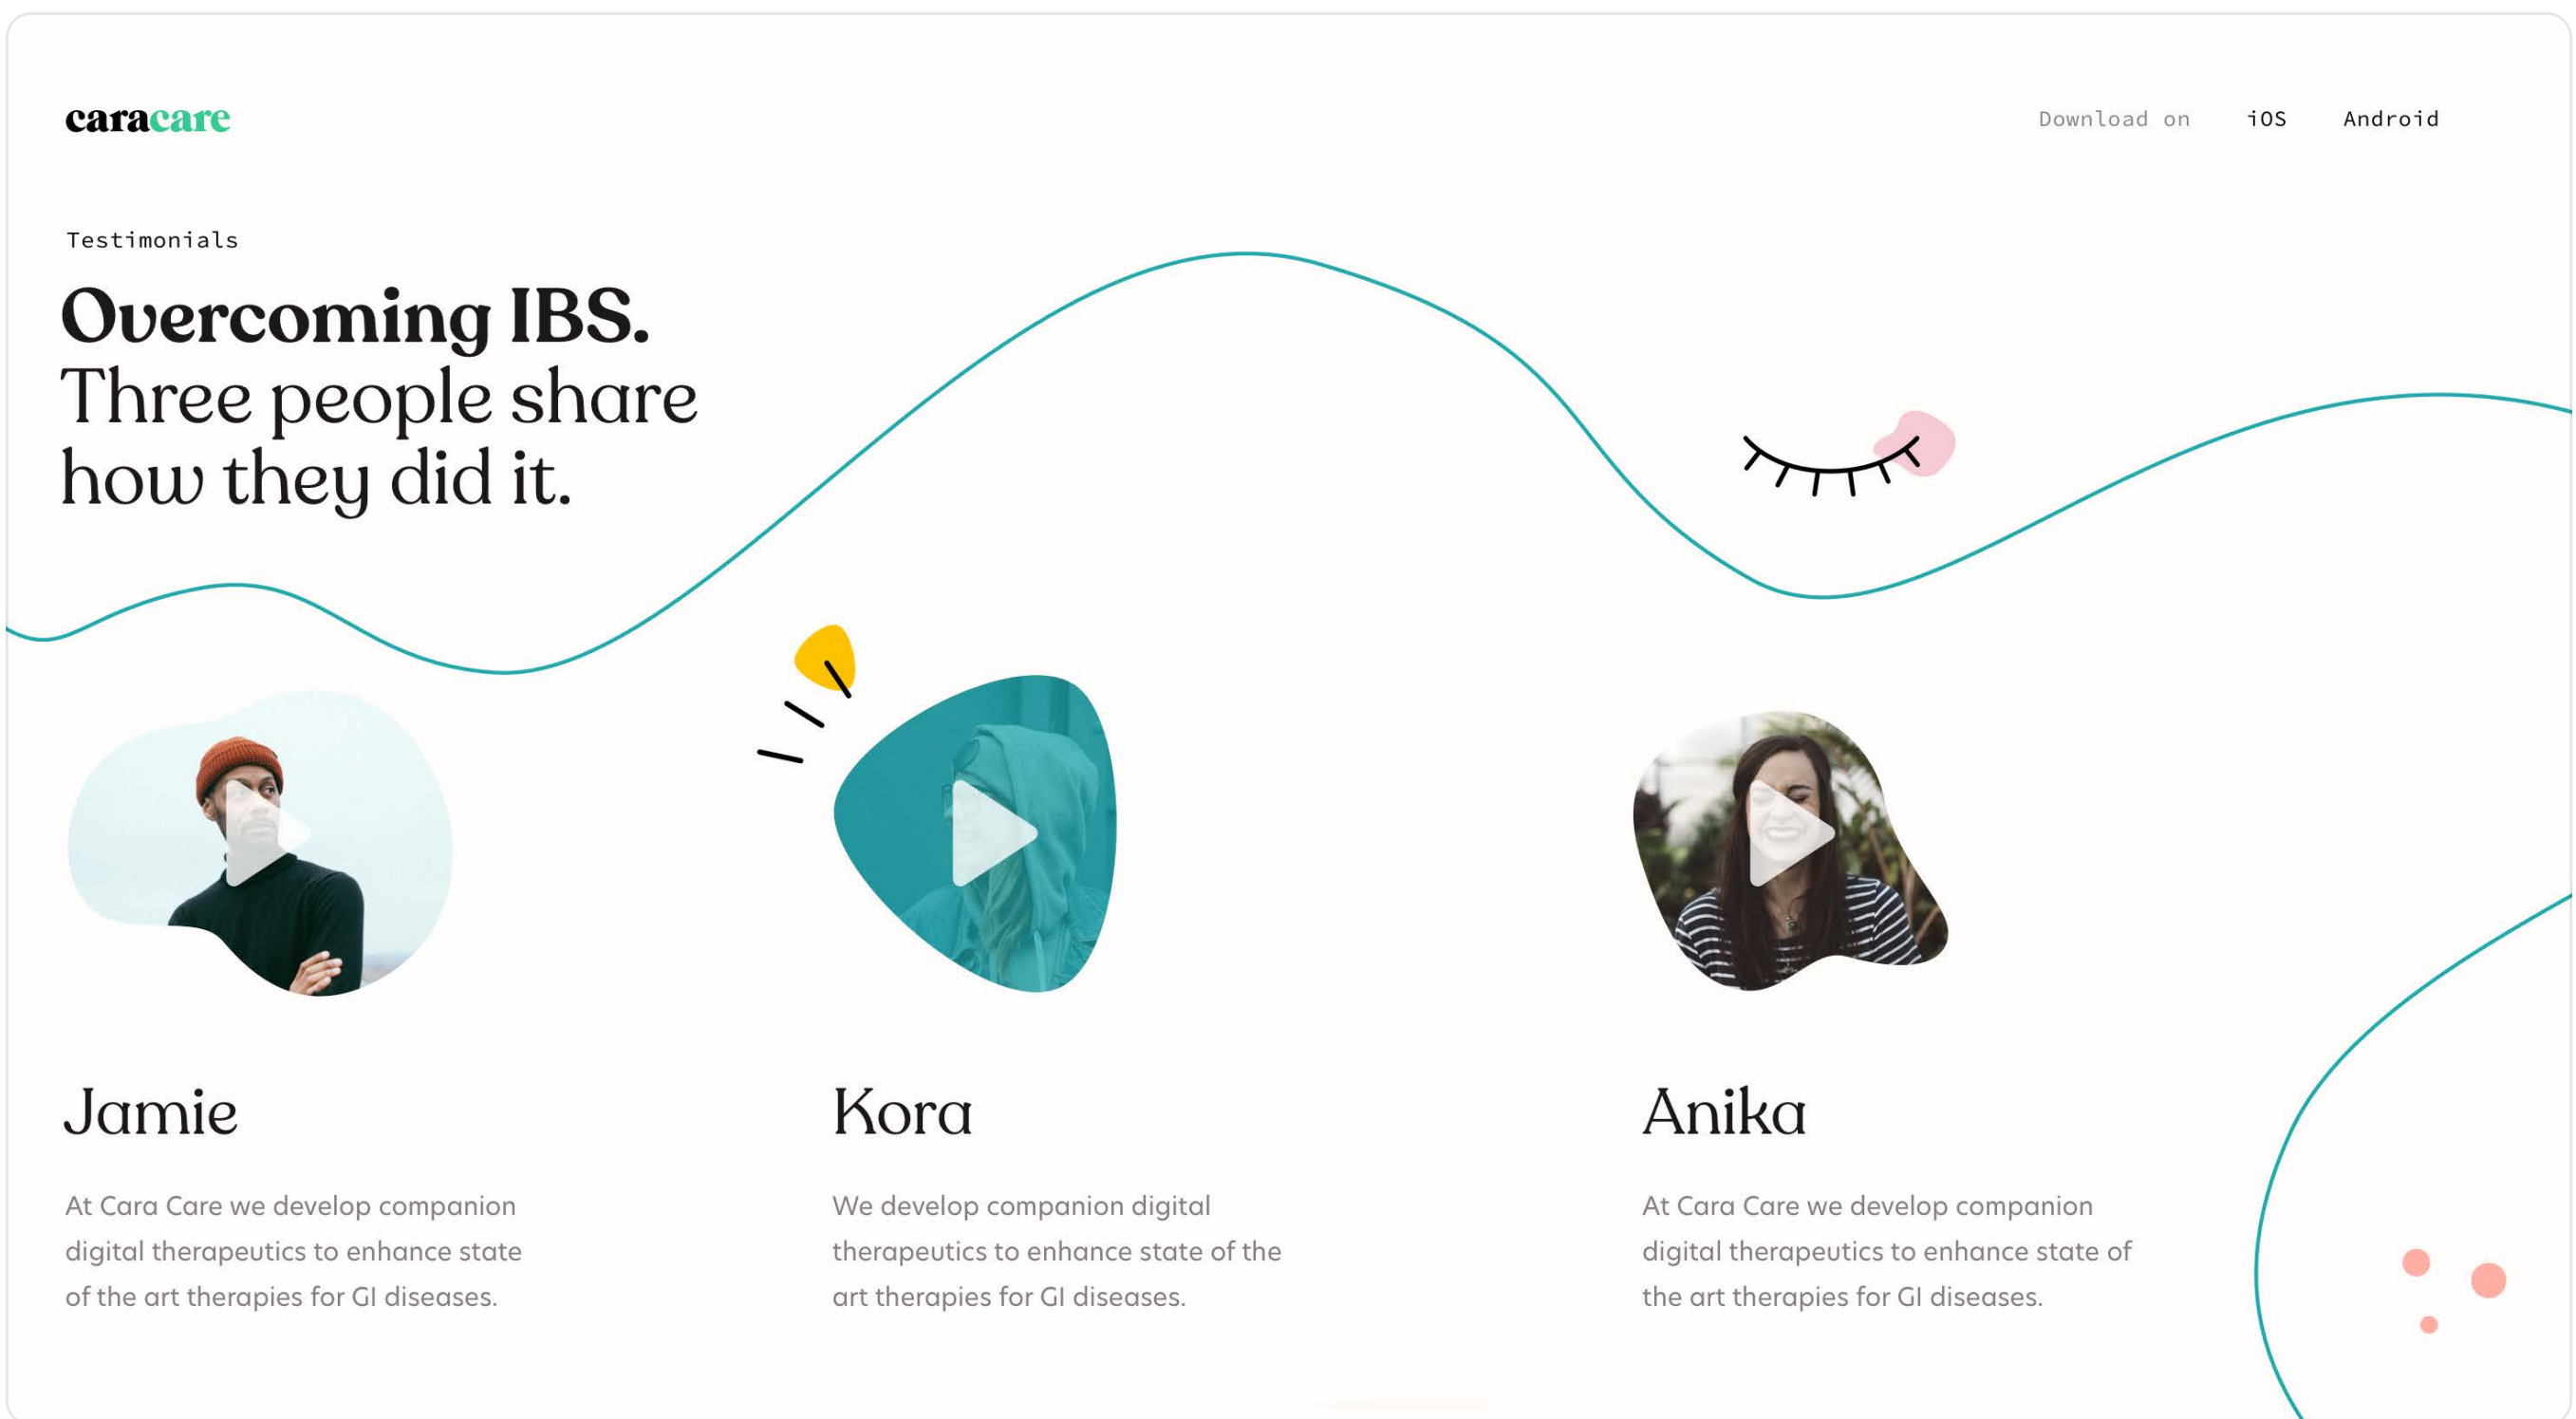 caracare
Download on iOS Android
Testimonials
Overcoming IBS.
Three people share
how they did it.
Jamie
At Cara Care we develop companion
digital therapeutics to enhance state
of the art therapies for GI diseases.
Kora
We develop companion digital
therapeutics to enhance state of the
art therapies for GI diseases.
Anika
At Cara Care we develop companion
digital therapeutics to enhance state of
the art therapies for GI diseases.